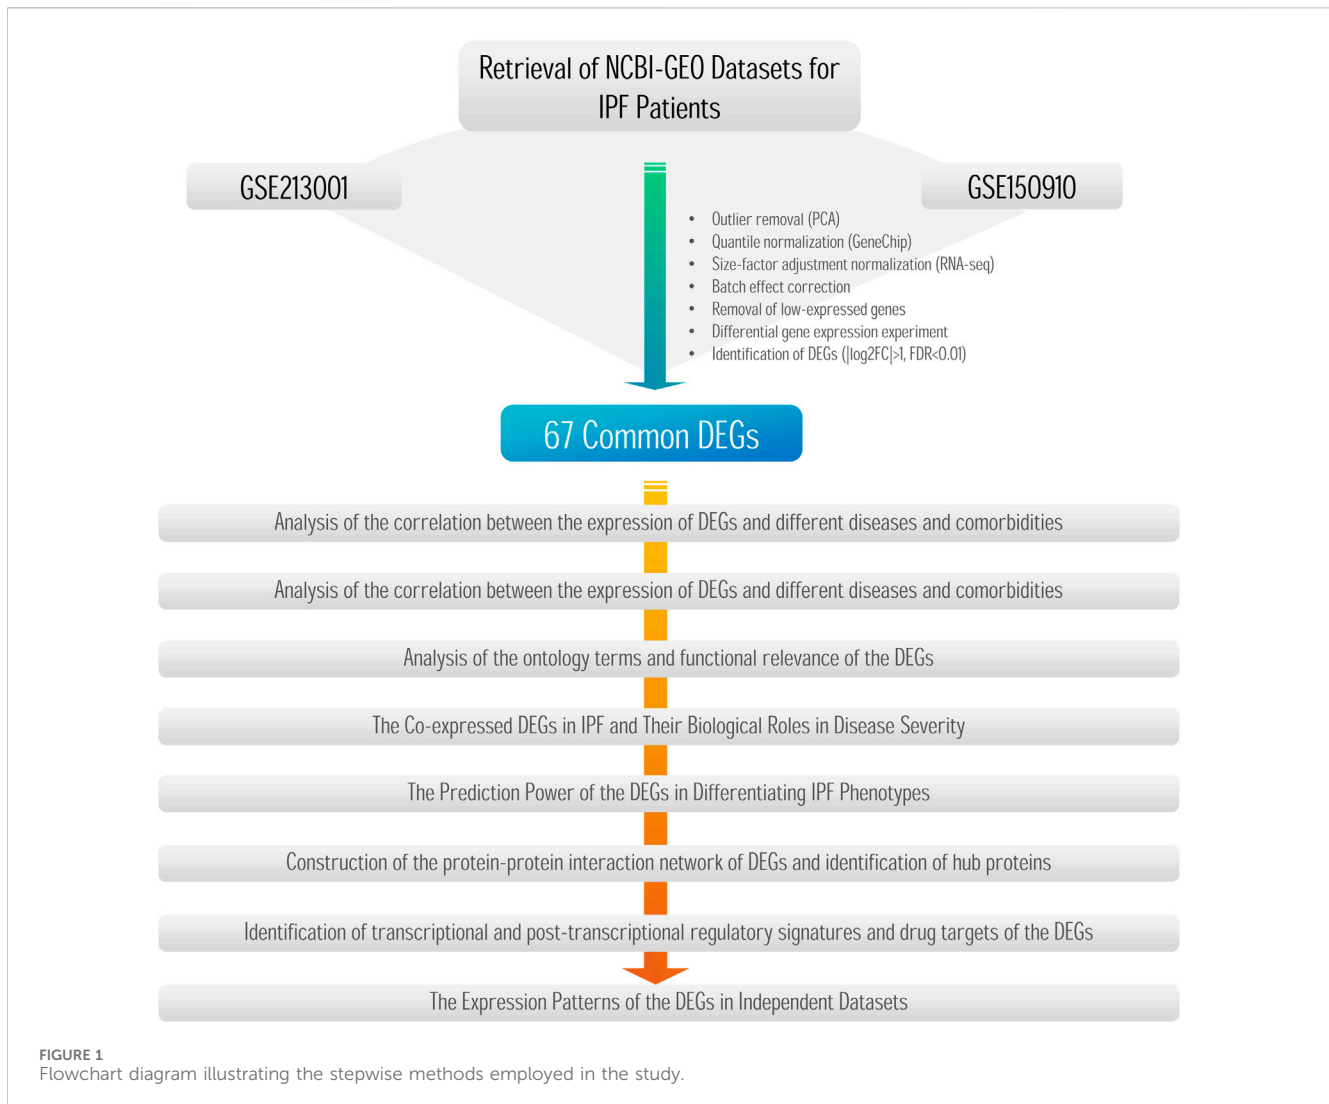 Retrieval of NCBI-GEO Datasets for
IPF Patients
GSE213001
GSE150910
• Outlier removal (PCA)
• Quantile normalization (GeneChip)
• Size-factor adjustment normalization (RNA-seq)
• Batch effect correction
• Removal of low-expressed genes
• Differential gene expression experiment
• Identification of DEGs (|log2FC|>1, FDR<0.01)
67 Common DEGs
Analysis of the correlation between the expression of DEGs and different diseases and comorbidities
Analysis of the correlation between the expression of DEGs and different diseases and comorbidities
Analysis of the ontology terms and functional relevance of the DEGs
The Co-expressed DEGs in IPF and Their Biological Roles in Disease Severity
The Prediction Power of the DEGs in Differentiating IPF Phenotypes
Construction of the protein-protein interaction network of DEGs and identification of hub proteins
Identification of transcriptional and post-transcriptional regulatory signatures and drug targets of the DEGs
The Expression Patterns of the DEGs in Independent Datasets
FIGURE 1
Flowchart diagram illustrating the stepwise methods employed in the study.